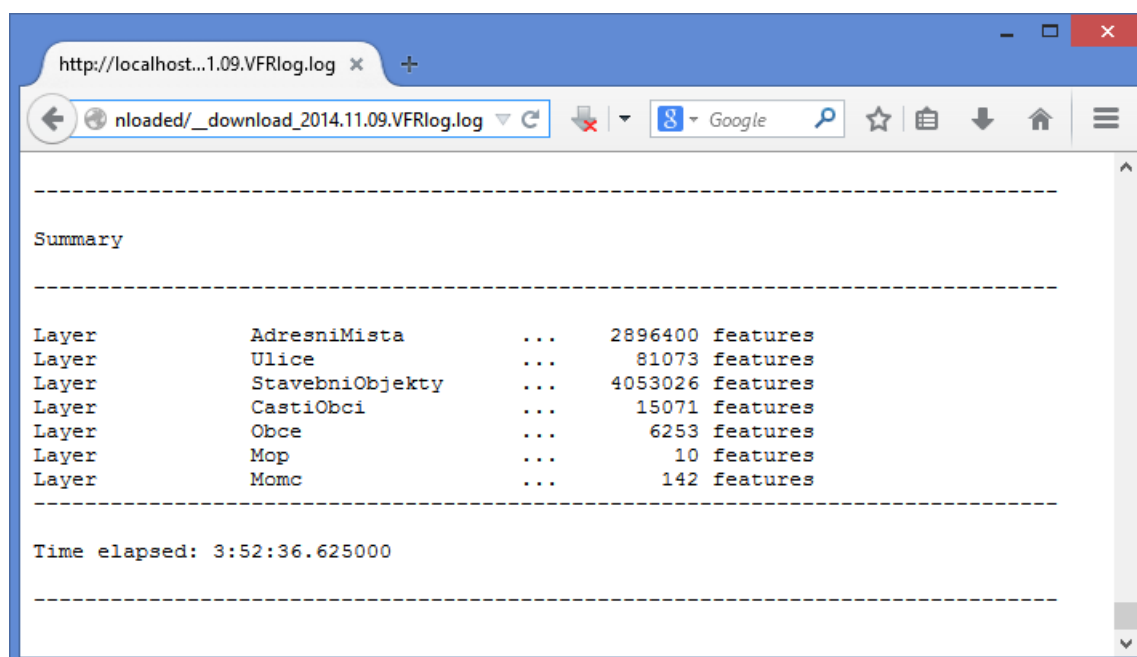 http://localhost...1.09.VFRlog.log
nloaded/__download_2014.11.09.VFRlog.log
8 Google
--------------------------------------------------------------------------------
Summary
--------------------------------------------------------------------------------
Layer AdresniMista ... 2896400 features
Layer Ulice ... 81073 features
Layer StavebniObjekty ... 4053026 features
Layer CastiObci ... 15071 features
Layer Obce ... 6253 features
Layer Mop ... 10 features
Layer Momc ... 142 features
--------------------------------------------------------------------------------
Time elapsed: 3:52:36.625000
--------------------------------------------------------------------------------